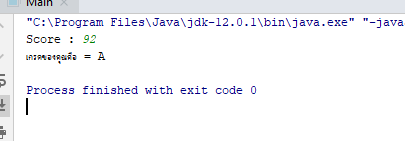 Main
"C:\Program Files\Java\jdk-12.0.1\bin\java.exe" "-java
Score : 92
เกรดของคุณคือ = A
Process finished with exit code 0